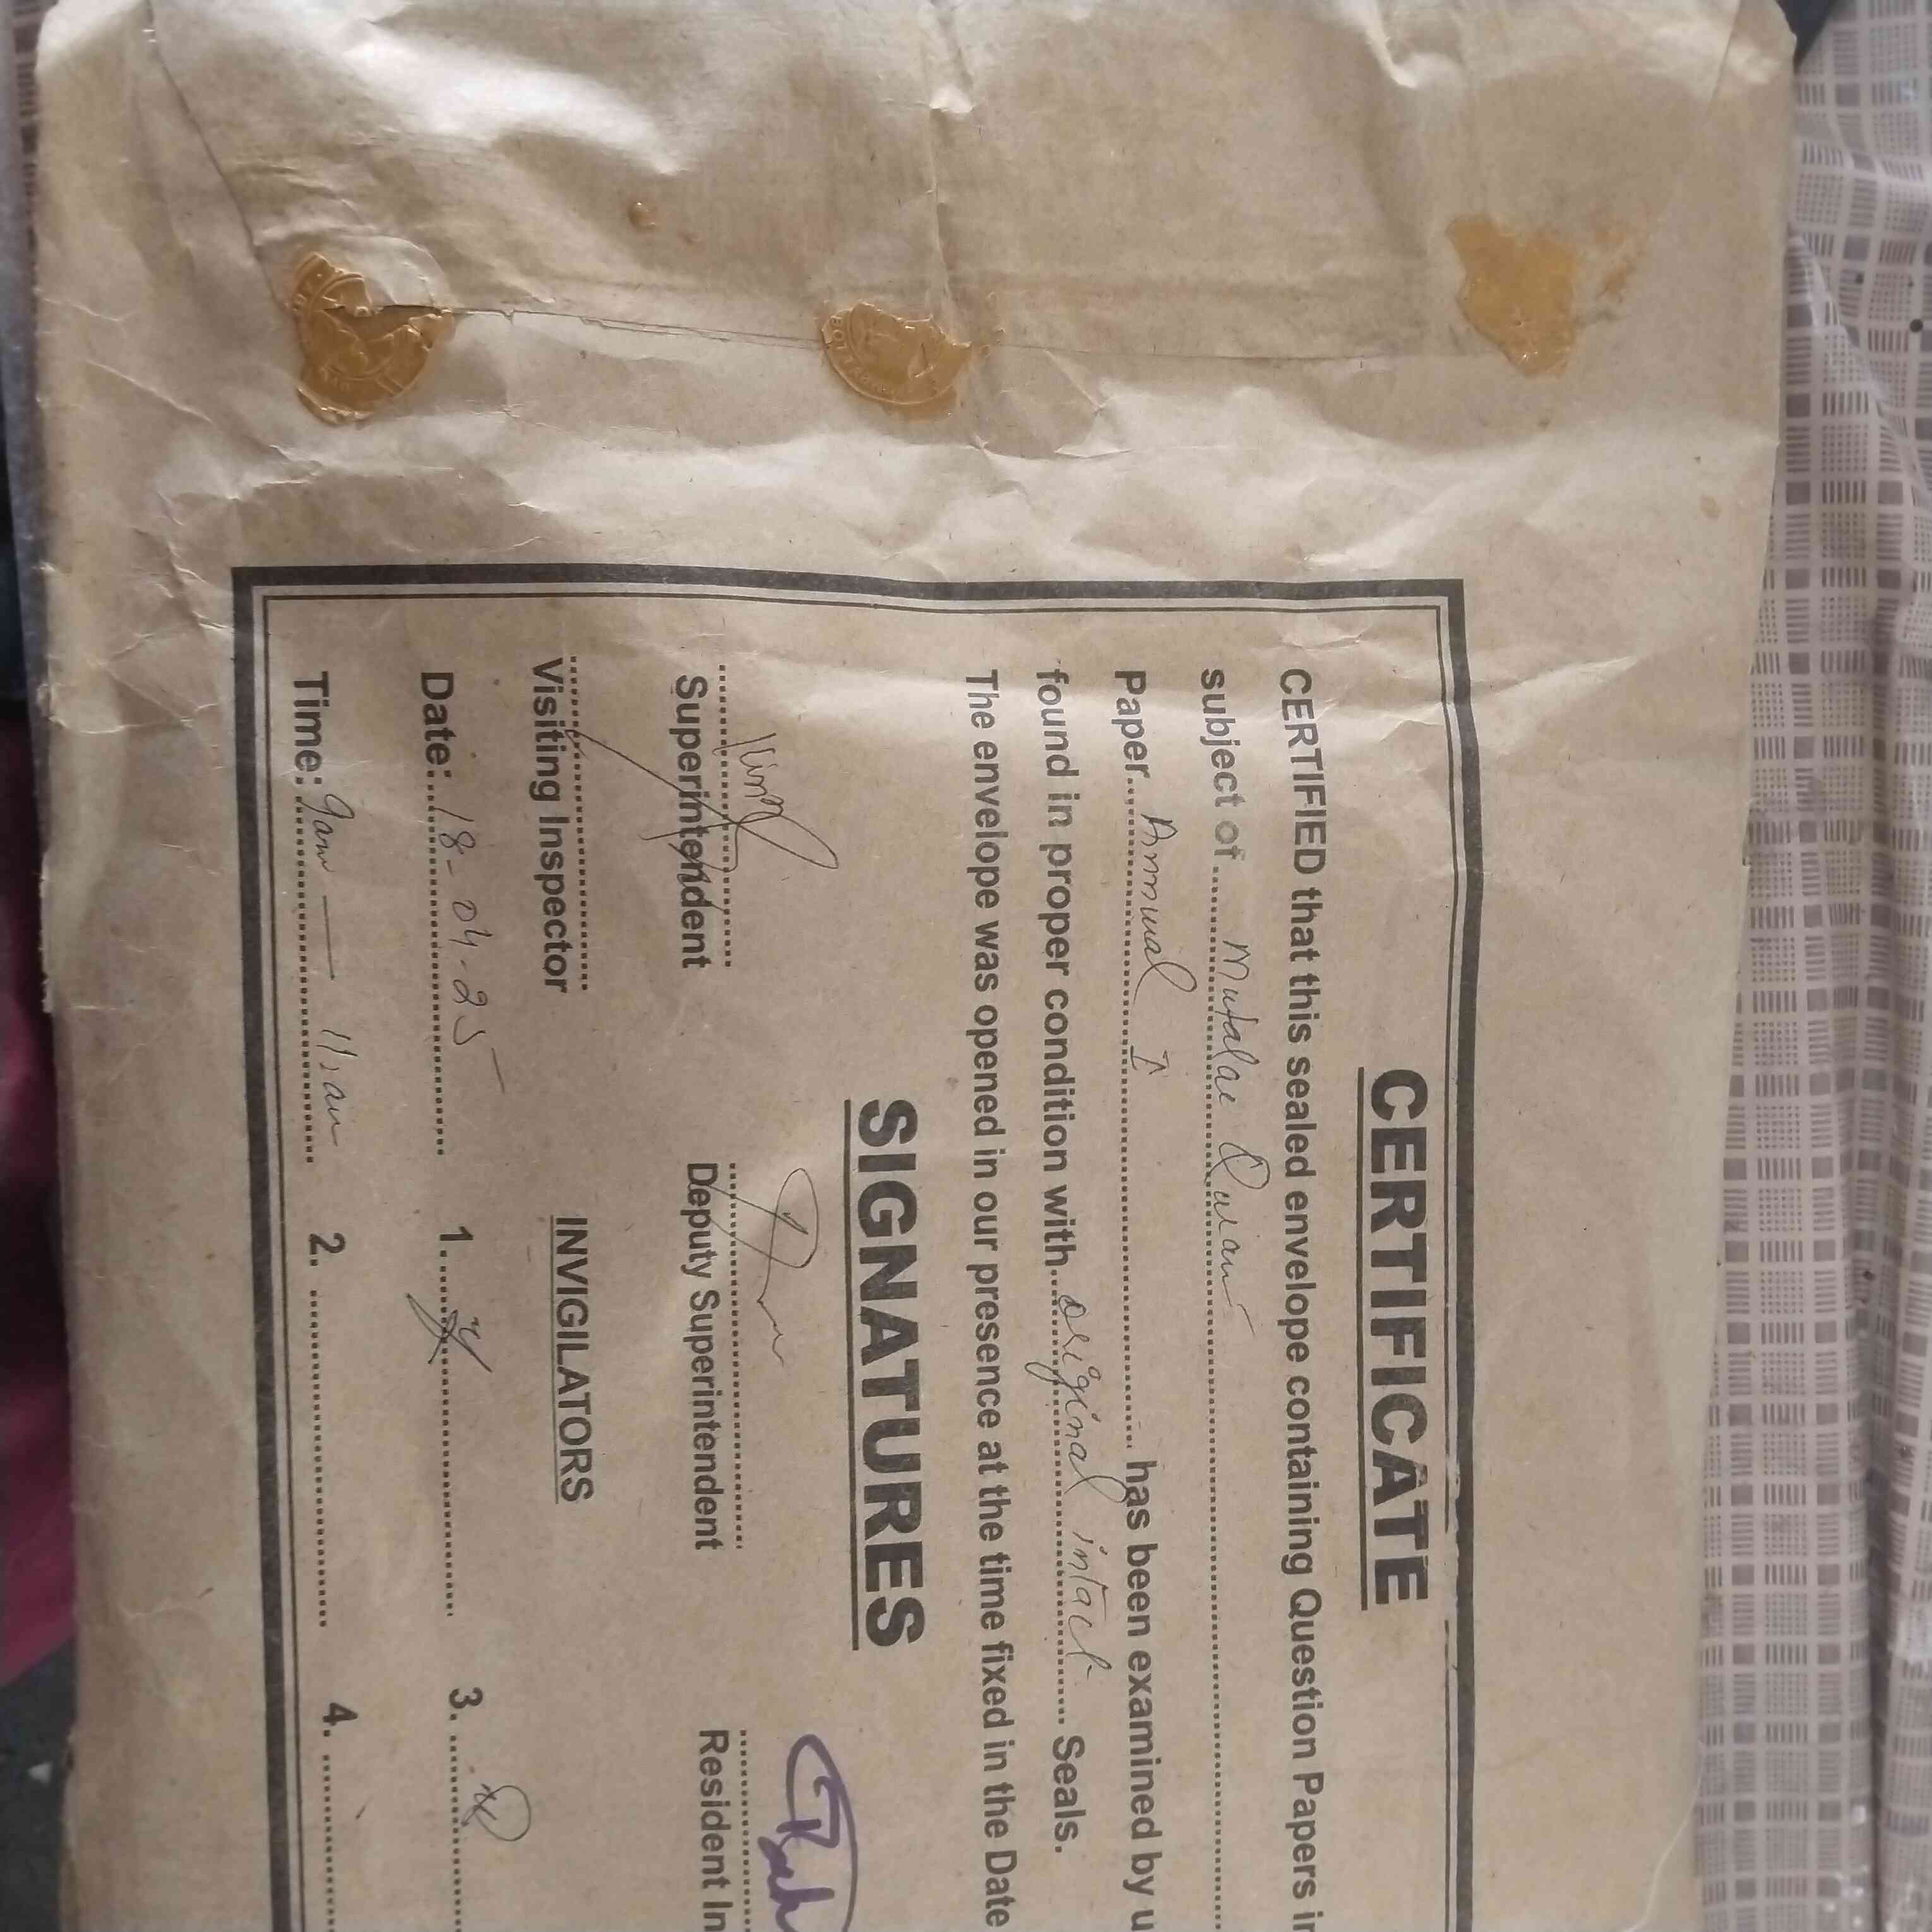 CERTIFICATE
CERTIFIED that this sealed envelope containing Question Papers in
subject of.... Mutalae Quran
Paper.. Annual I has been examined by u
found in proper condition with.. original intact Seals.
The envelope was opened in our presence at the time fixed in the Date
SIGNATURES
Superintendent Deputy Superintendent Resident In
Visiting Inspector INVIGILATORS
Date: 18-04-25 1. 3.
Time: 9am — 11am 2. 4.